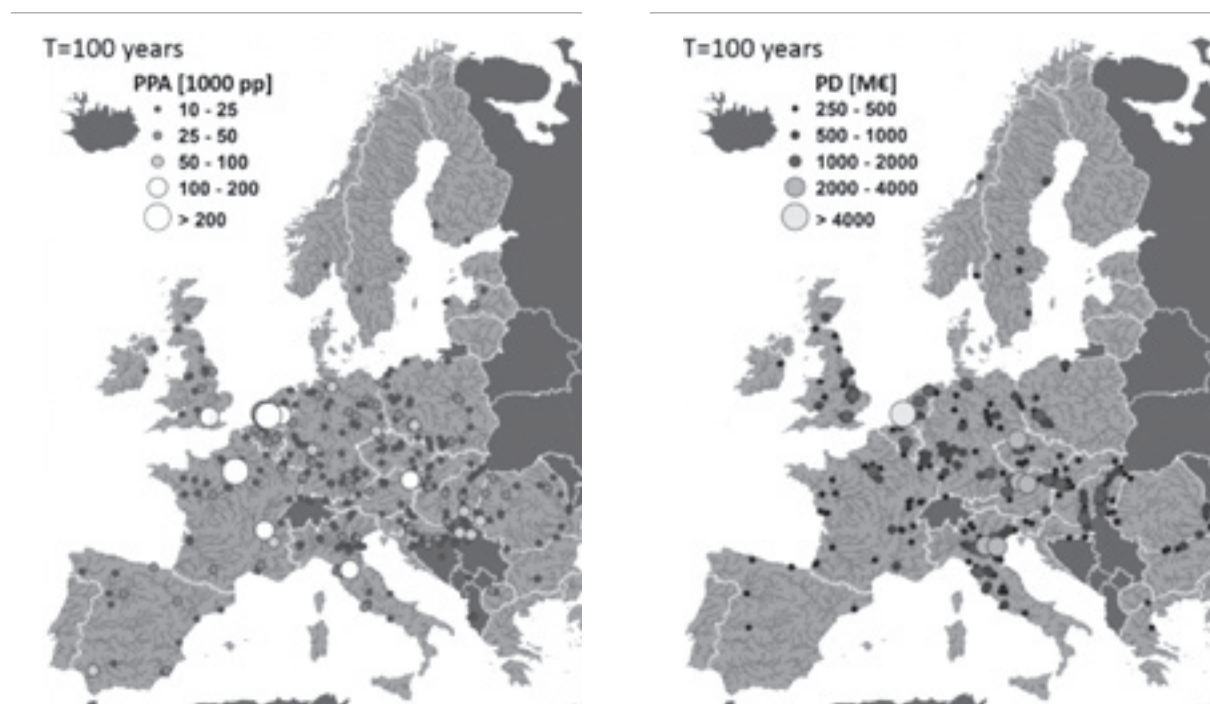 T=100 years
PPA [1000 pp]
10 - 25
25 - 50
50 - 100
100 - 200
> 200
T=100 years
PD [M€]
250 - 500
500 - 1000
1000 - 2000
2000 - 4000
> 4000